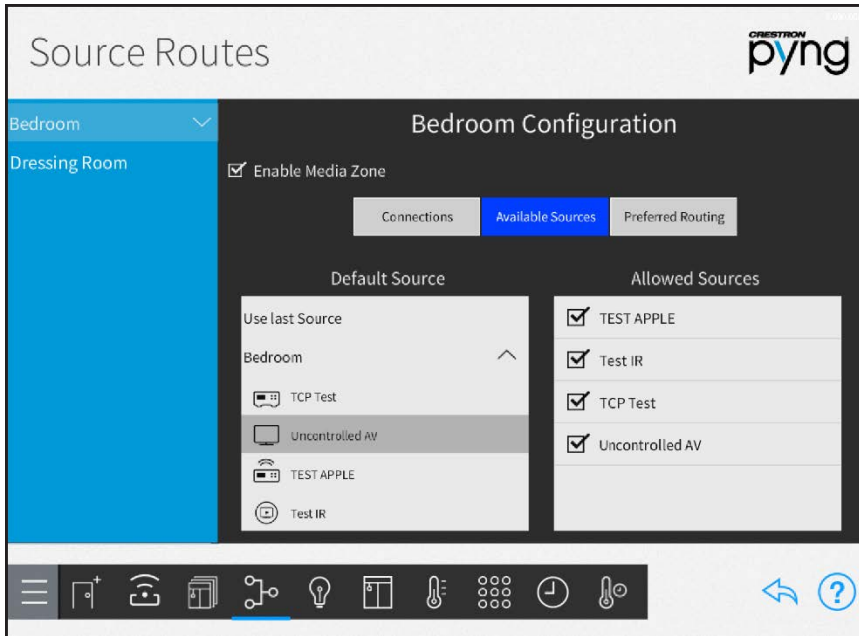 Source Routes
CRESTRON
pyng
Bedroom
Dressing Room
Bedroom Configuration
Enable Media Zone
Connections
Available Sources
Preferred Routing
Default Source
Use last Source
Bedroom
TCP Test
Uncontrolled AV
TEST APPLE
Test IR
Allowed Sources
TEST APPLE
Test IR
TCP Test
Uncontrolled AV
?